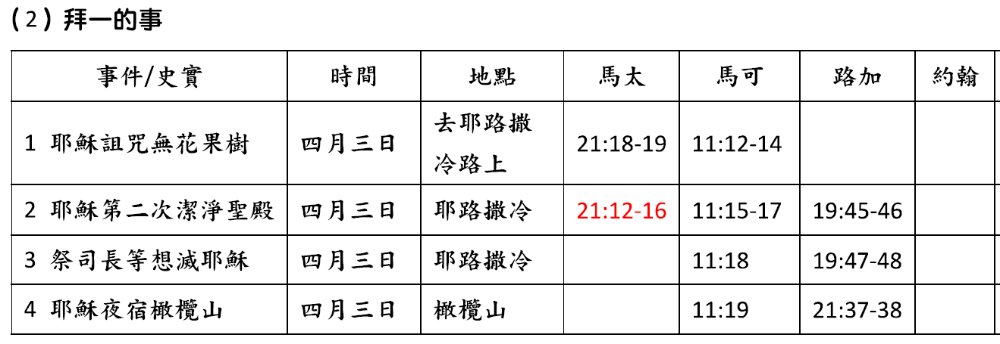 （2）拜一的事
事件/史實 時間 地點 馬太 馬可 路加 約翰
1 耶穌詛咒無花果樹 四月三日 去耶路撒冷路上 21:18-19 11:12-14
2 耶穌第二次潔淨聖殿 四月三日 耶路撒冷 21:12-16 11:15-17 19:45-46
3 祭司長等想滅耶穌 四月三日 耶路撒冷 11:18 19:47-48
4 耶穌夜宿橄欖山 四月三日 橄欖山 11:19 21:37-38